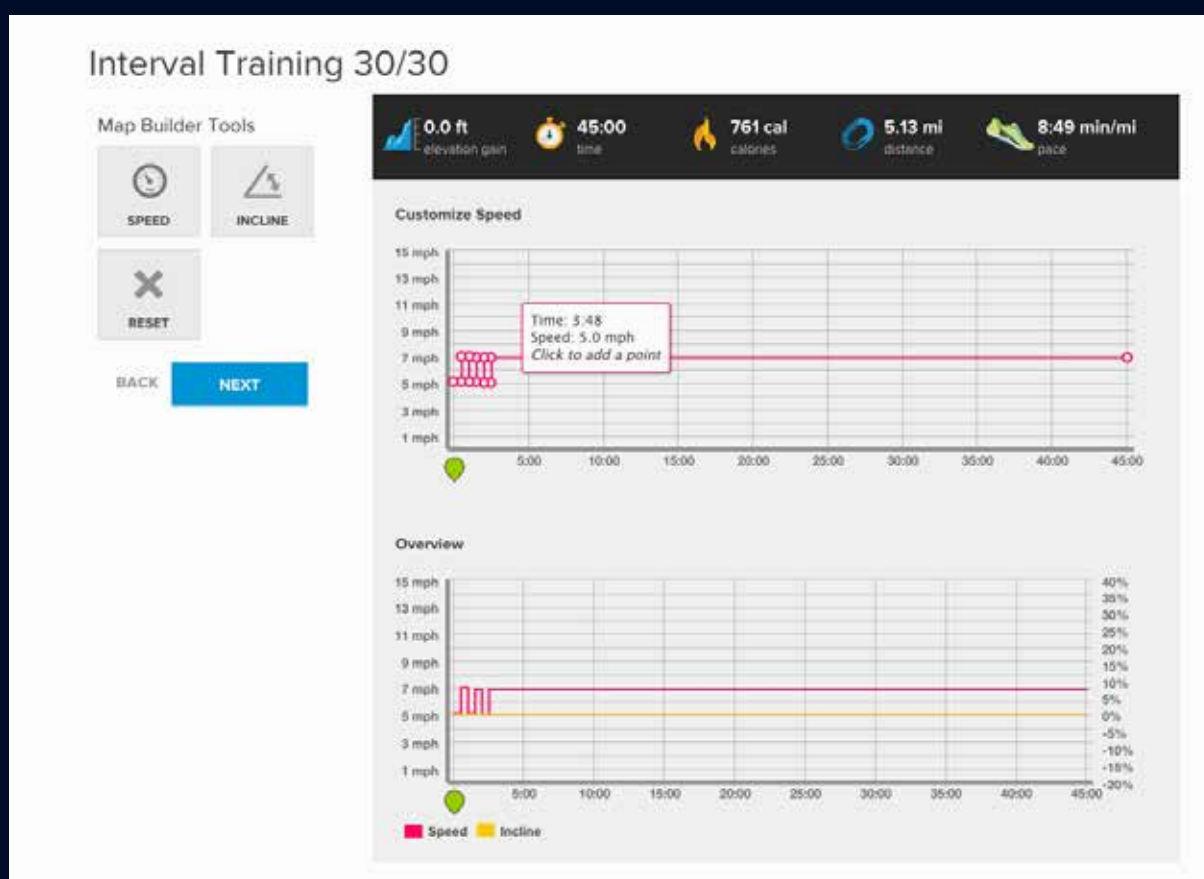 Interval Training 30/30
Map Builder Tools
SPEED
INCLINE
RESET
BACK
NEXT
0.0 ft
elevation gain
45:00
time
761 cal
calories
5.13 mi
distance
8:49 min/mi
pace
Customize Speed
15 mph
13 mph
11 mph
9 mph
7 mph
5 mph
3 mph
1 mph
Time: 3:48
Speed: 5.0 mph
Click to add a point
5:00 10:00 15:00 20:00 25:00 30:00 35:00 40:00 45:00
Overview
15 mph
13 mph
11 mph
9 mph
7 mph
5 mph
3 mph
1 mph
40%
35%
30%
25%
20%
15%
10%
5%
0%
-5%
-10%
-15%
-20%
5:00 10:00 15:00 20:00 25:00 30:00 35:00 40:00 45:00
Speed Incline